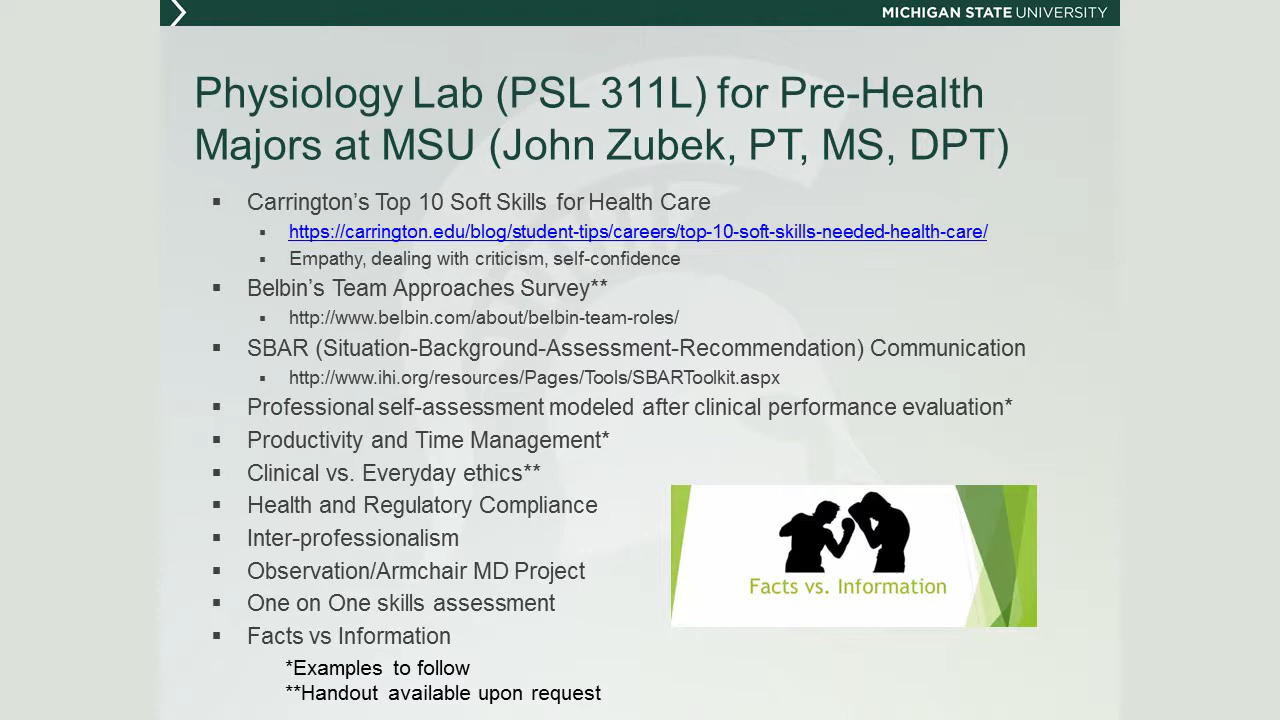 MICHIGAN STATE UNIVERSITY
Physiology Lab (PSL 311L) for Pre-Health
Majors at MSU (John Zubek, PT, MS, DPT)
▪ Carrington’s Top 10 Soft Skills for Health Care
▪ https://carrington.edu/blog/student-tips/careers/top-10-soft-skills-needed-health-care/
▪ Empathy, dealing with criticism, self-confidence
▪ Belbin’s Team Approaches Survey**
▪ http://www.belbin.com/about/belbin-team-roles/
▪ SBAR (Situation-Background-Assessment-Recommendation) Communication
▪ http://www.ihi.org/resources/Pages/Tools/SBARToolkit.aspx
▪ Professional self-assessment modeled after clinical performance evaluation*
▪ Productivity and Time Management*
▪ Clinical vs. Everyday ethics**
▪ Health and Regulatory Compliance
▪ Inter-professionalism
▪ Observation/Armchair MD Project
▪ One on One skills assessment
▪ Facts vs Information
*Examples to follow
**Handout available upon request
Facts vs. Information